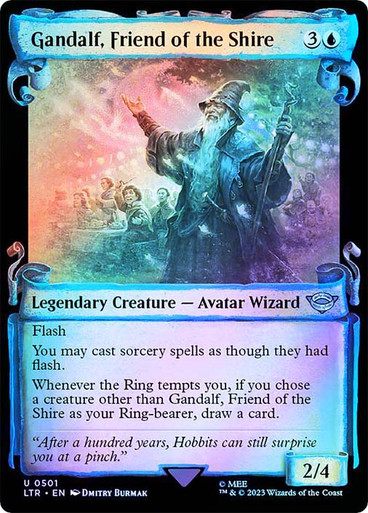 Gandalf, Friend of the Shire 3
Legendary Creature — Avatar Wizard
Flash
You may cast sorcery spells as though they had
flash.
Whenever the Ring tempts you, if you chose
a creature other than Gandalf, Friend of the
Shire as your Ring-bearer, draw a card.
“After a hundred years, Hobbits can still surprise
you at a pinch.”
2/4
U 0501 © MEE
LTR • EN Dmitry Burmak ™ & © 2023 Wizards of the Coast